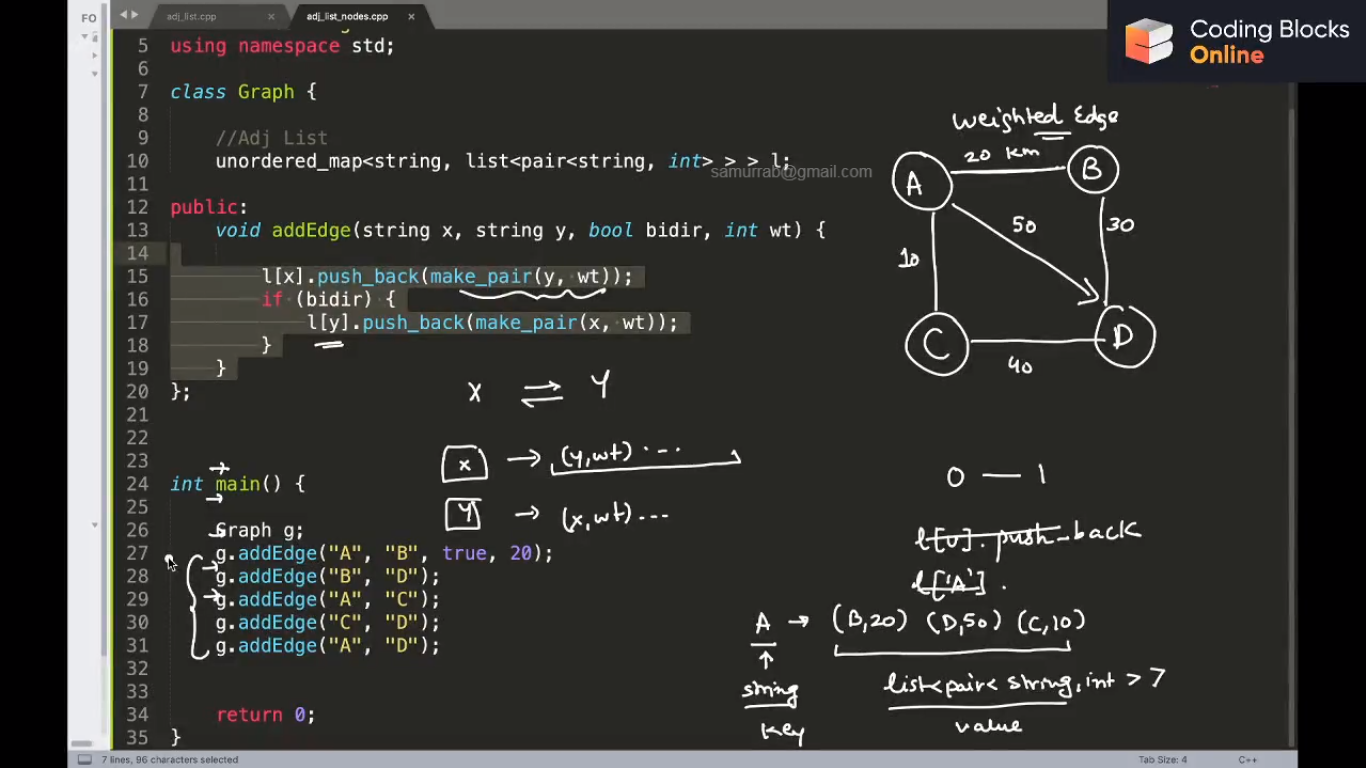 FO
adj_list.cpp
adj_list_nodes.cpp
Coding Blocks
Online
5 using namespace std;
6
7 class Graph {
8
9 //Adj List
10 unordered_map<string, list<pair<string, int> > > l;
samurrab@gmail.com
11
12 public:
13 void addEdge(string x, string y, bool bidir, int wt) {
14
15 l[x].push_back(make_pair(y, wt));
16 if (bidir) {
17 l[y].push_back(make_pair(x, wt));
18 }
19 }
20 };
21
22
23
24 int main() {
25
26 Graph g;
27 g.addEdge("A", "B", true, 20);
28 g.addEdge("B", "D");
29 g.addEdge("A", "C");
30 g.addEdge("C", "D");
31 g.addEdge("A", "D");
32
33
34 return 0;
35 }
weighted Edge
20 km
A
B
50
30
10
C
D
40
X ⇌ Y
x → (y,wt) ...
Y → (x,wt) ...
0 — 1
l[0].push_back
l['A'] .
A → (B,20) (D,50) (C,10)
string
list<pair< string, int > 7
key
value
7 lines, 96 characters selected
Tab Size: 4
C++